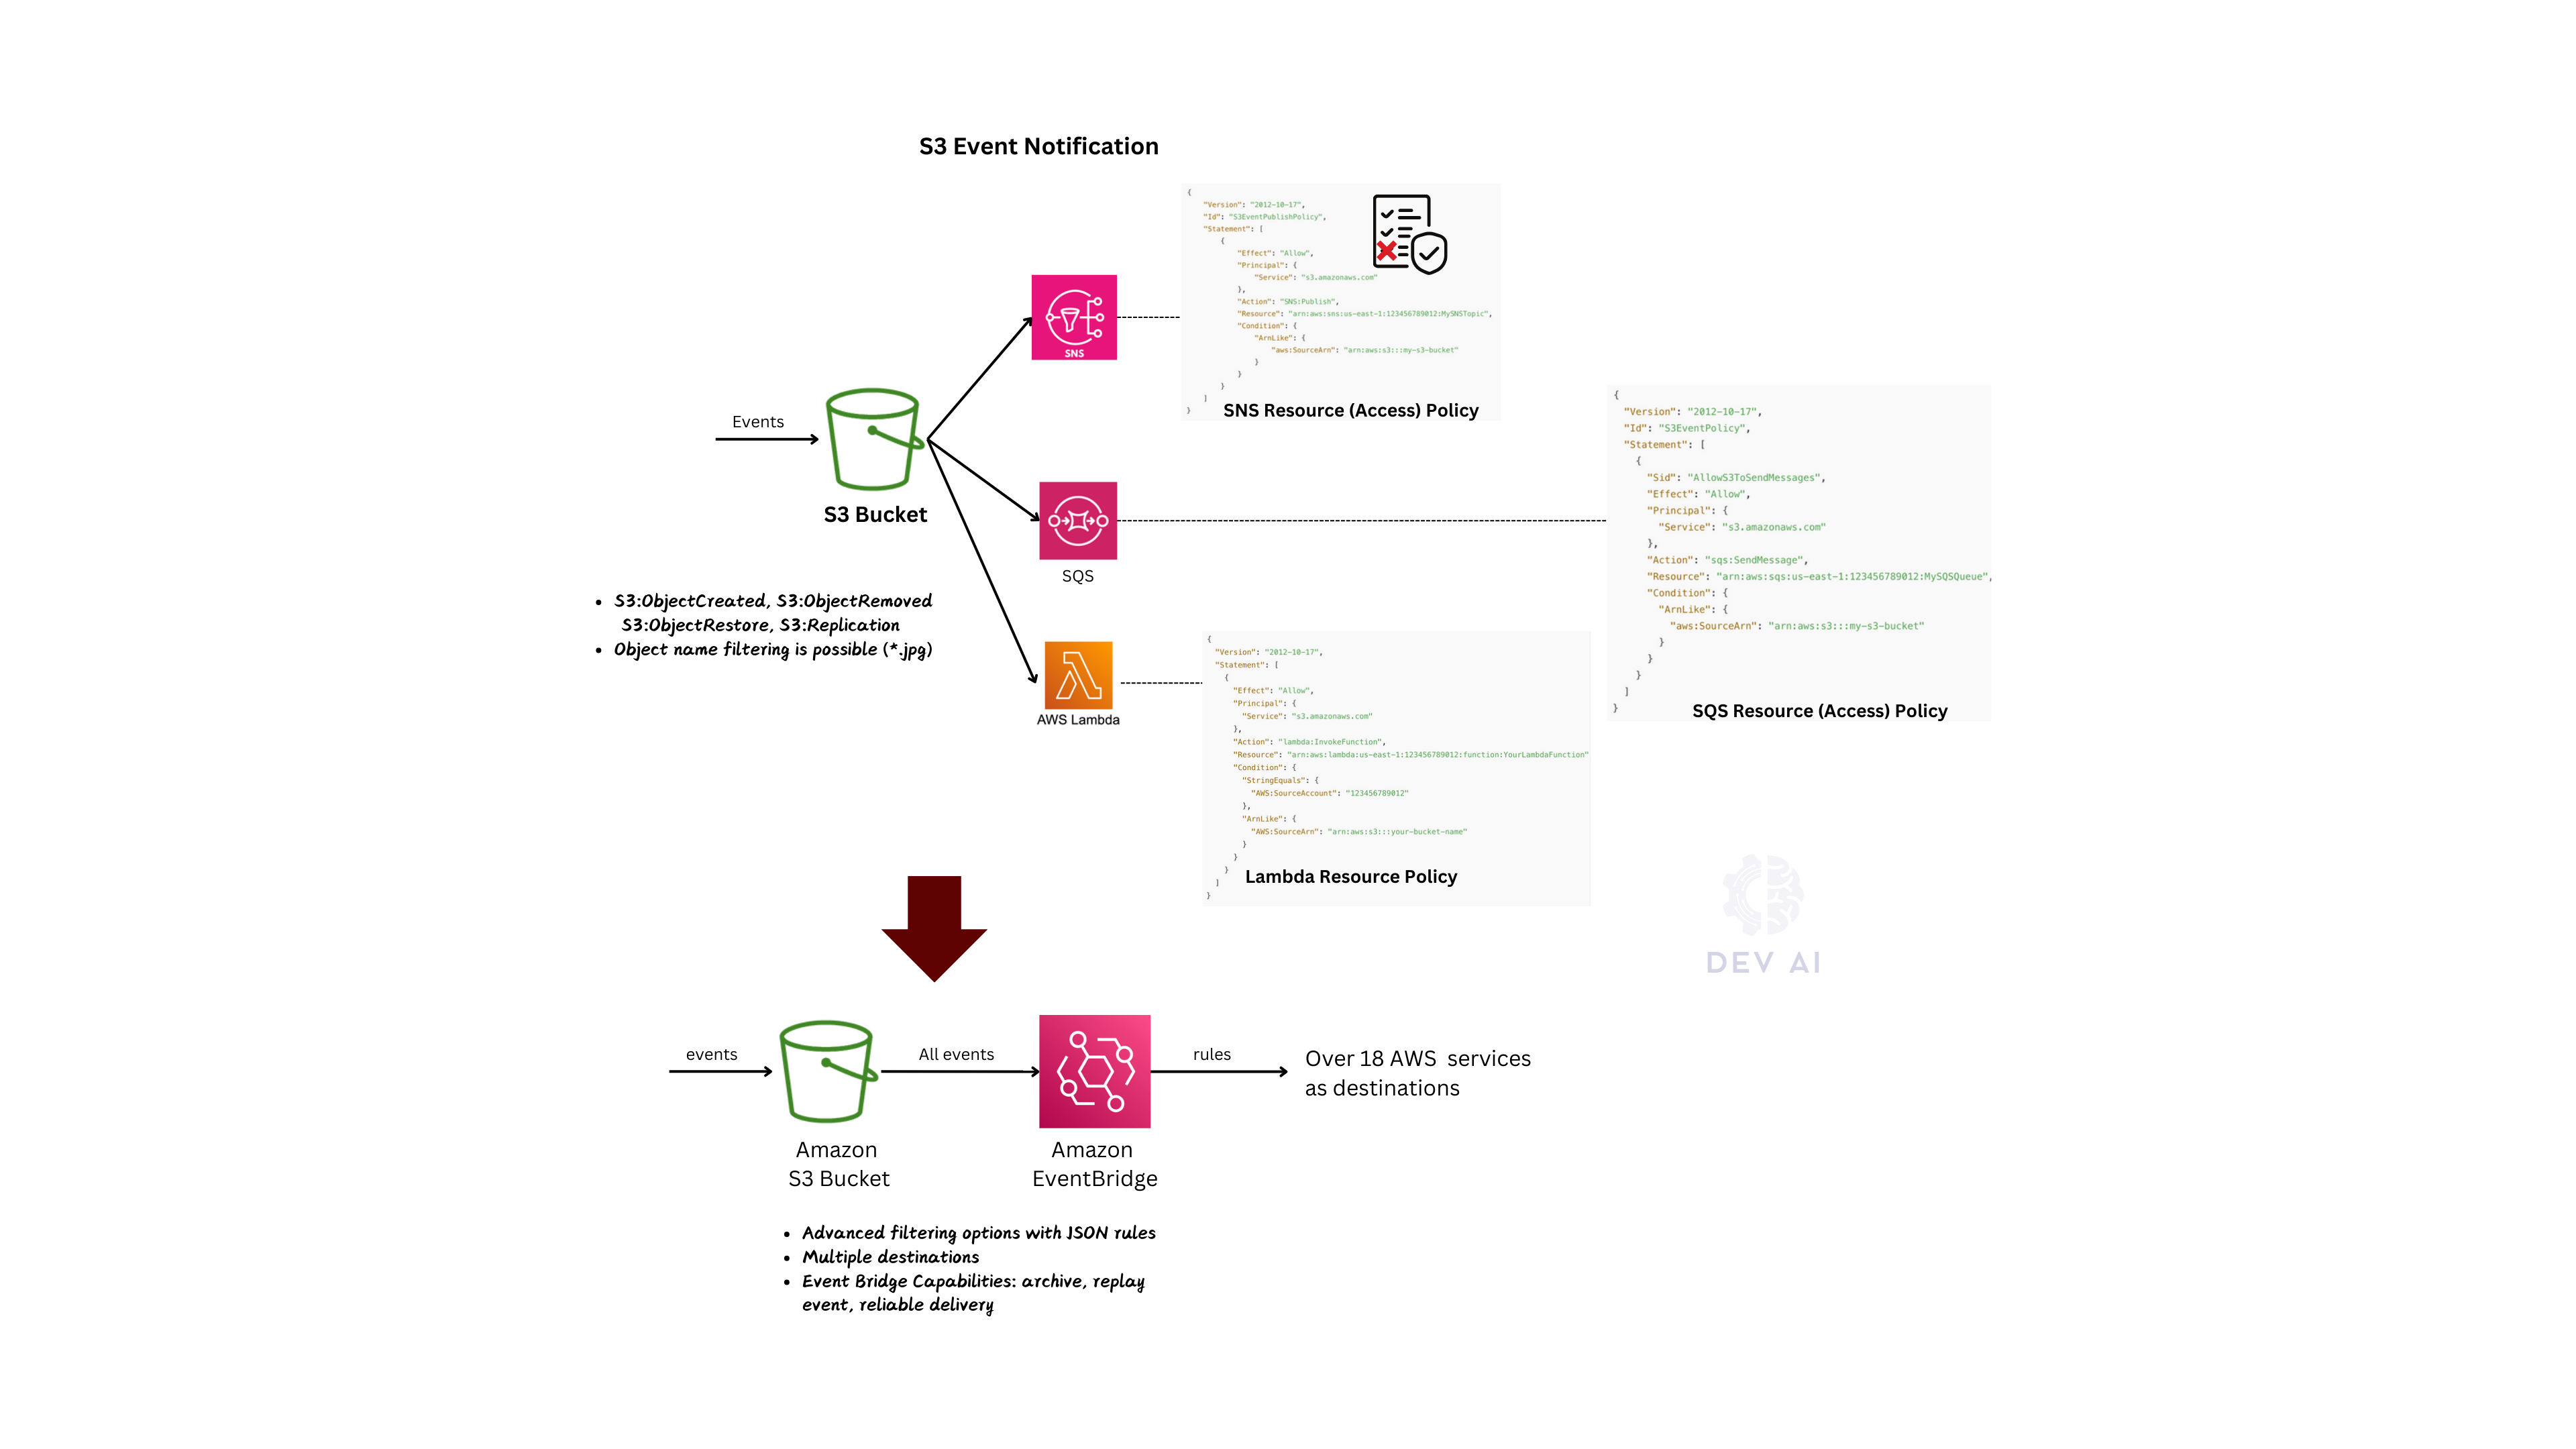 S3 Event Notification
{
"Version": "2012-10-17",
"Id": "S3EventPublishPolicy",
"Statement": [
{
"Effect": "Allow",
"Principal": {
"Service": "s3.amazonaws.com"
},
"Action": "SNS:Publish",
"Resource": "arn:aws:sns:us-east-1:123456789012:MySNSTopic",
"Condition": {
"ArnLike": {
"aws:SourceArn": "arn:aws:s3:::my-s3-bucket"
}
}
}
]
}
SNS Resource (Access) Policy
SNS
Events
S3 Bucket
SQS
{
"Version": "2012-10-17",
"Id": "S3EventPolicy",
"Statement": [
{
"Sid": "AllowS3ToSendMessages",
"Effect": "Allow",
"Principal": {
"Service": "s3.amazonaws.com"
},
"Action": "sqs:SendMessage",
"Resource": "arn:aws:sqs:us-east-1:123456789012:MySQSQueue",
"Condition": {
"ArnLike": {
"aws:SourceArn": "arn:aws:s3:::my-s3-bucket"
}
}
}
]
}
SQS Resource (Access) Policy
• S3:ObjectCreated, S3:ObjectRemoved
S3:ObjectRestore, S3:Replication
• Object name filtering is possible (*.jpg)
AWS Lambda
{
"Version": "2012-10-17",
"Statement": [
{
"Effect": "Allow",
"Principal": {
"Service": "s3.amazonaws.com"
},
"Action": "lambda:InvokeFunction",
"Resource": "arn:aws:lambda:us-east-1:123456789012:function:YourLambdaFunction"
"Condition": {
"StringEquals": {
"AWS:SourceAccount": "123456789012"
},
"ArnLike": {
"AWS:SourceArn": "arn:aws:s3:::your-bucket-name"
}
}
}
]
}
Lambda Resource Policy
DEV AI
events
All events
rules
Over 18 AWS services
as destinations
Amazon
S3 Bucket
Amazon
EventBridge
• Advanced filtering options with JSON rules
• Multiple destinations
• Event Bridge Capabilities: archive, replay
event, reliable delivery